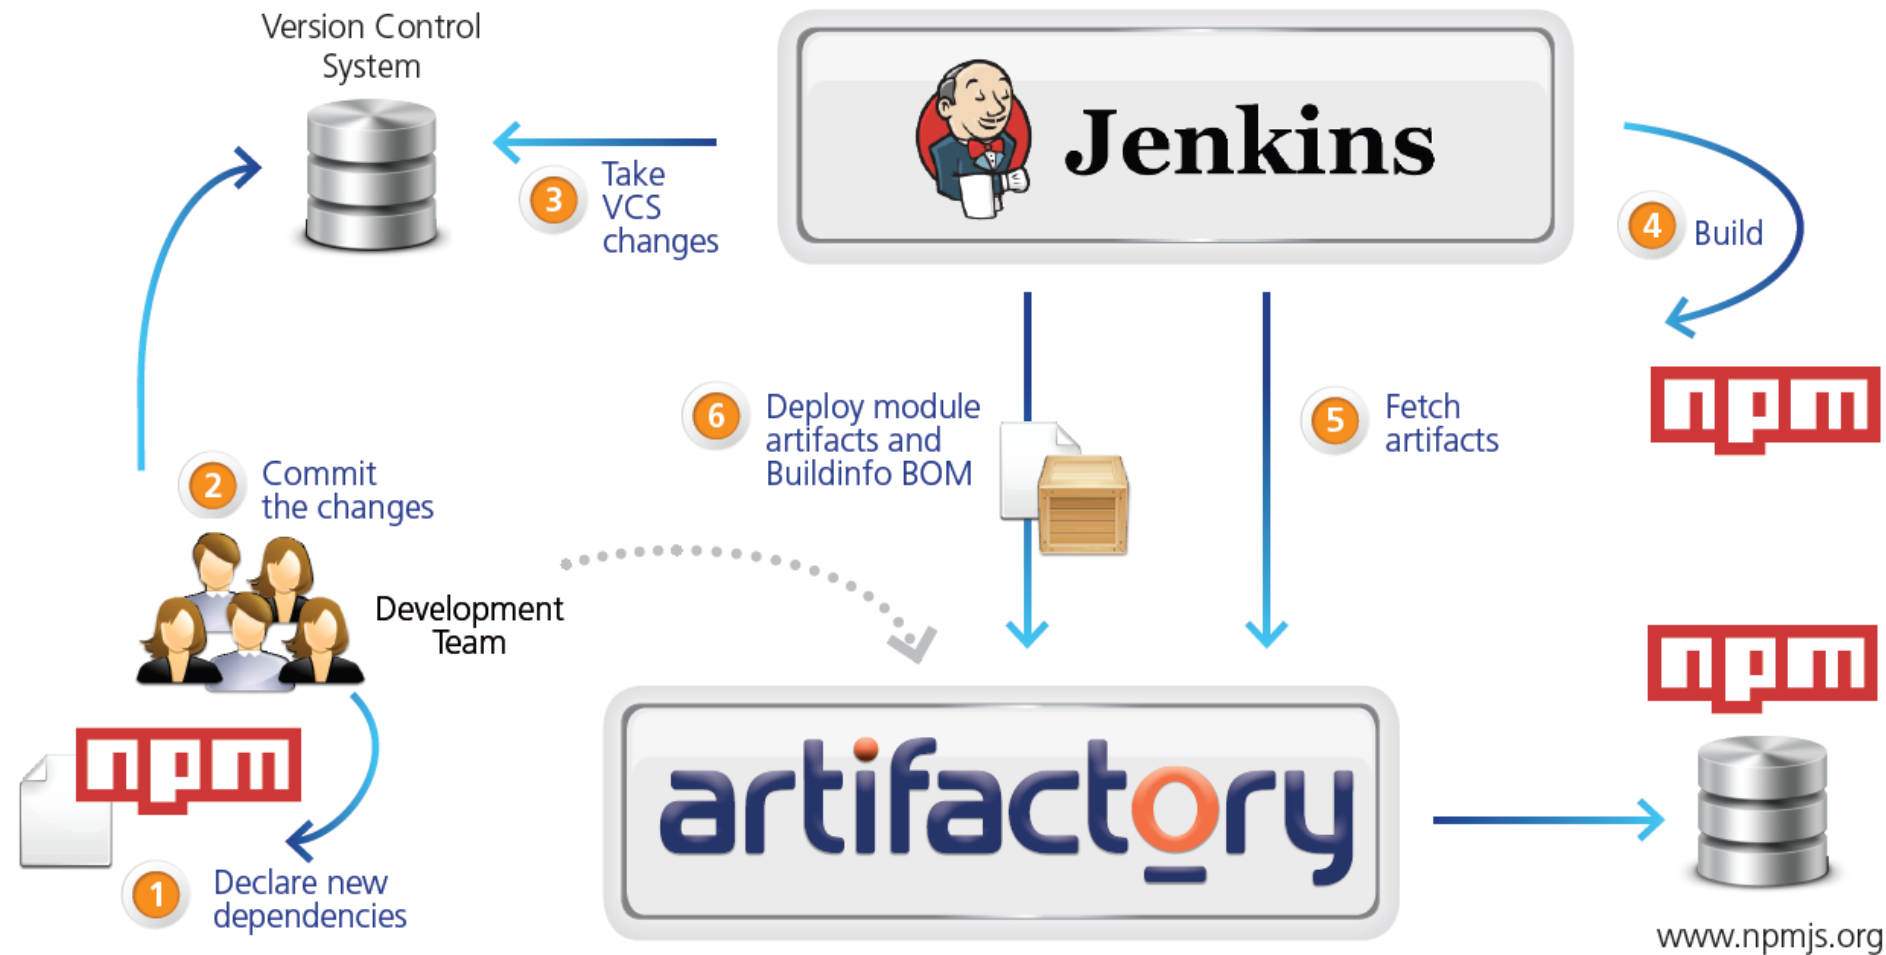 Version Control
System
Jenkins
3
Take
VCS
changes
4
Build
npm
6
Deploy module
artifacts and
Buildinfo BOM
5
Fetch
artifacts
2
Commit
the changes
Development
Team
npm
1
Declare new
dependencies
artifactory
npm
www.npmjs.org